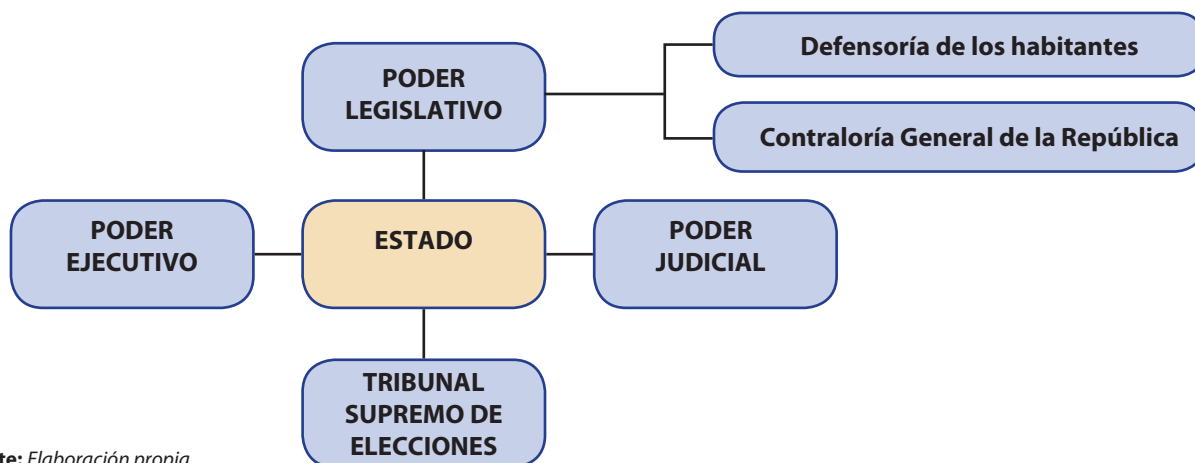 Defensoría de los habitantes
PODER
LEGISLATIVO
Contraloría General de la República
PODER
EJECUTIVO
ESTADO
PODER
JUDICIAL
TRIBUNAL
SUPREMO DE
ELECCIONES
te: Elaboración propia